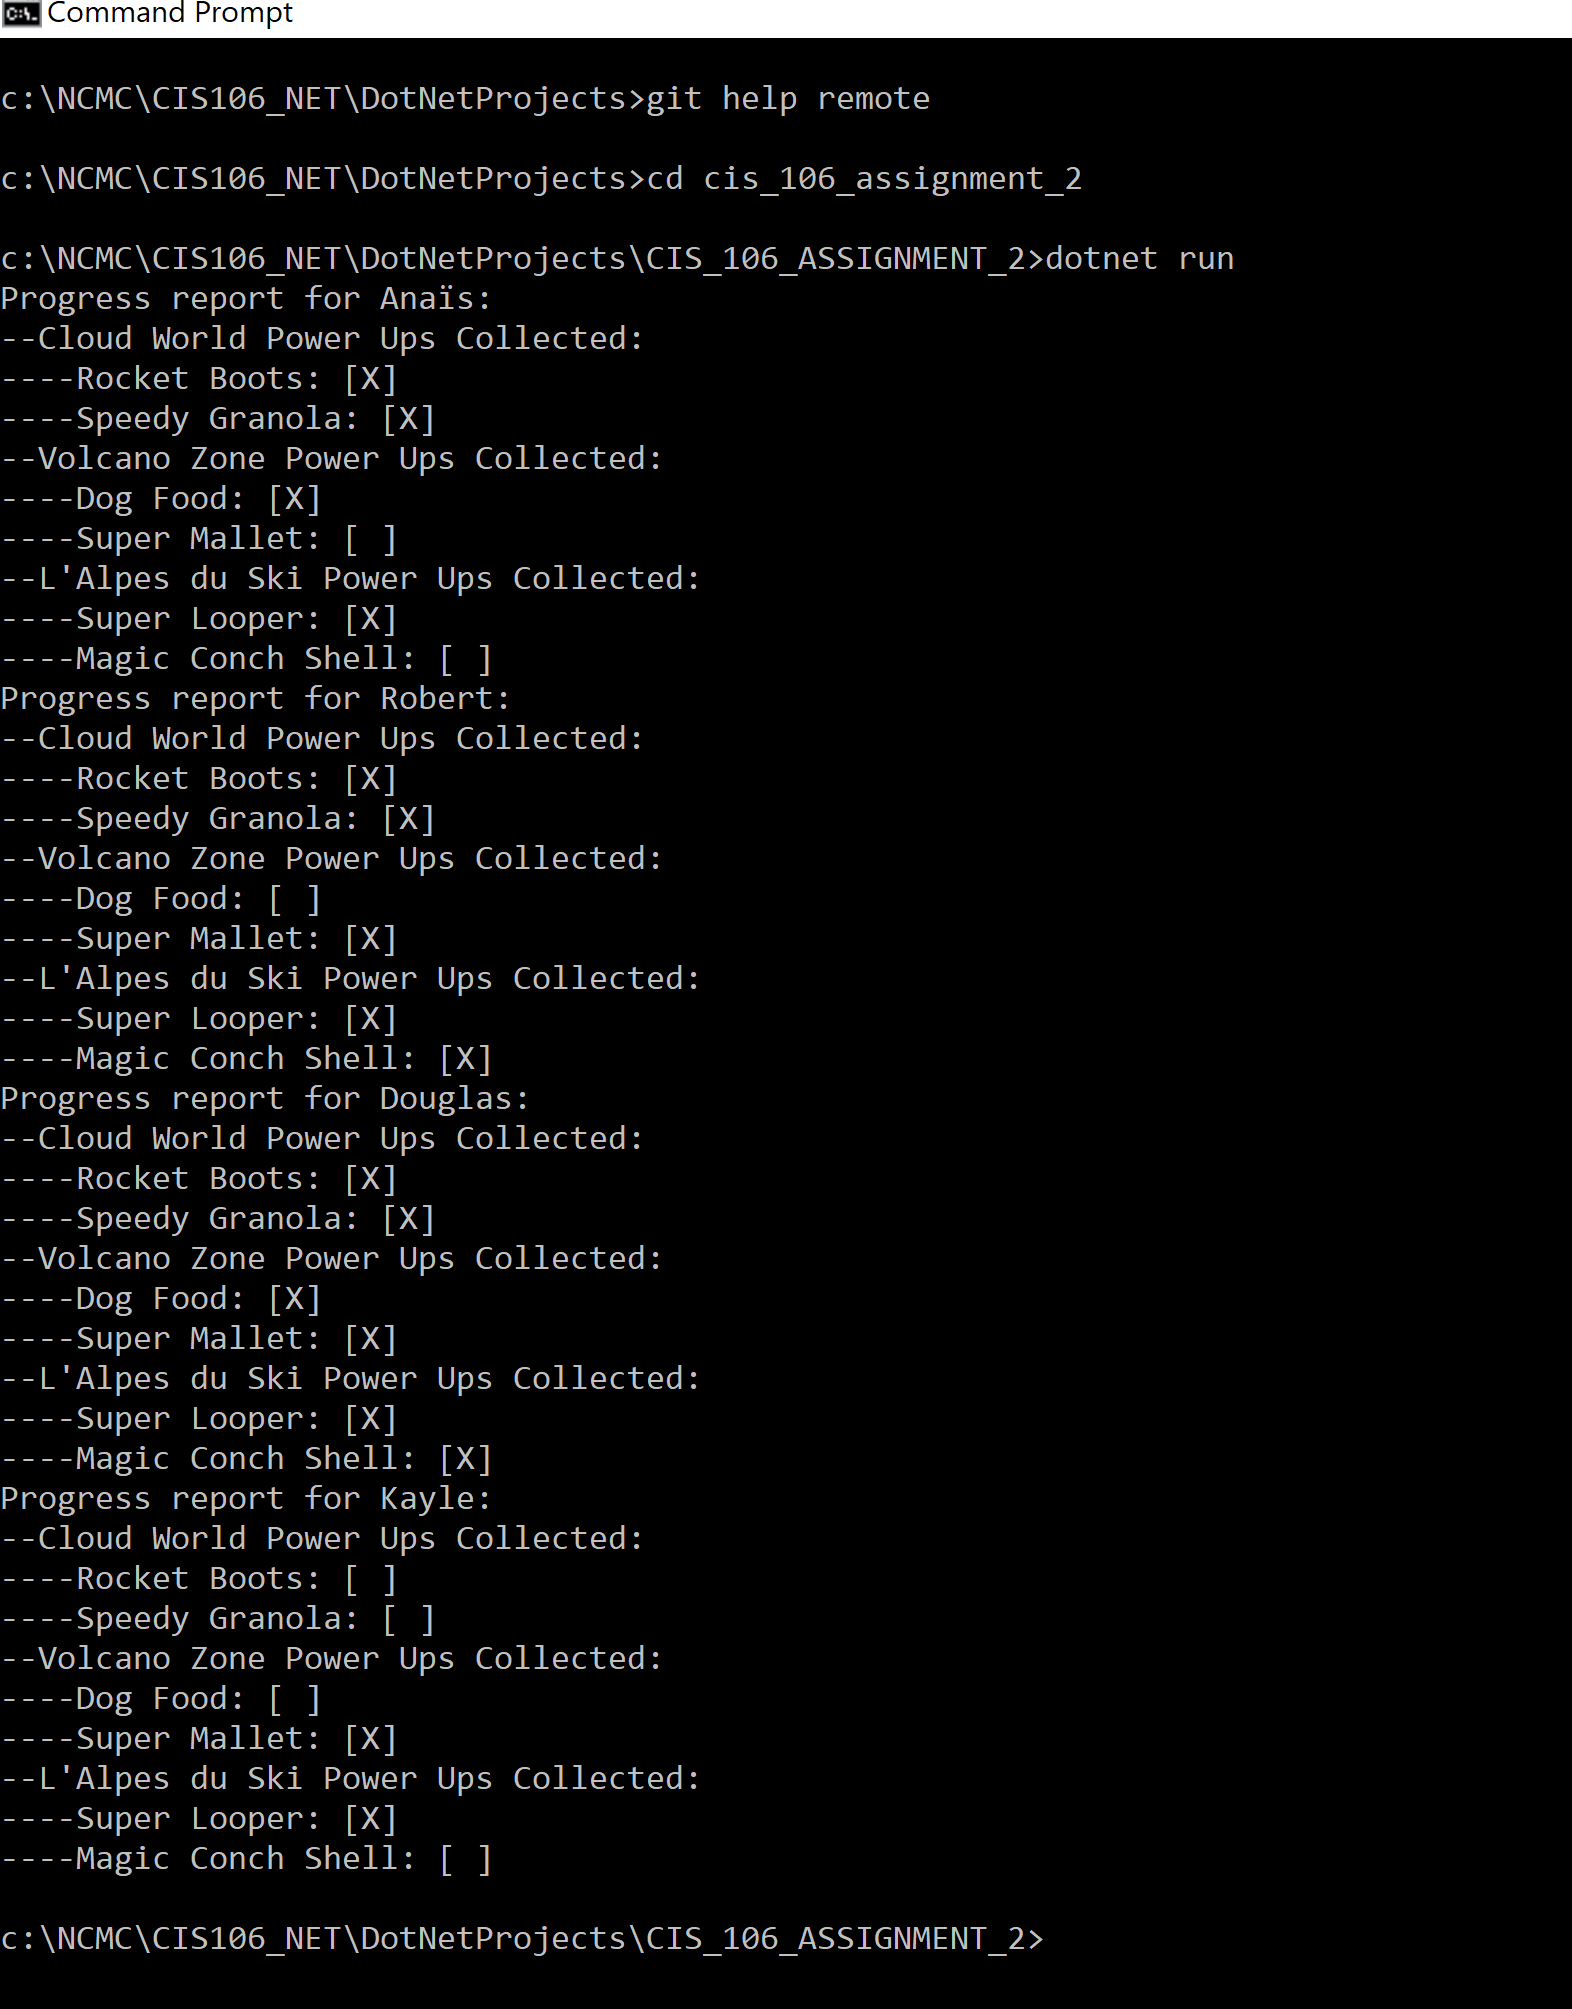 Command Prompt
c:\NCMC\CIS106_NET\DotNetProjects>git help remote
c:\NCMC\CIS106_NET\DotNetProjects>cd cis_106_assignment_2
c:\NCMC\CIS106_NET\DotNetProjects\CIS_106_ASSIGNMENT_2>dotnet run
Progress report for Anaïs:
--Cloud World Power Ups Collected:
----Rocket Boots: [X]
----Speedy Granola: [X]
--Volcano Zone Power Ups Collected:
----Dog Food: [X]
----Super Mallet: [ ]
--L'Alpes du Ski Power Ups Collected:
----Super Looper: [X]
----Magic Conch Shell: [ ]
Progress report for Robert:
--Cloud World Power Ups Collected:
----Rocket Boots: [X]
----Speedy Granola: [X]
--Volcano Zone Power Ups Collected:
----Dog Food: [ ]
----Super Mallet: [X]
--L'Alpes du Ski Power Ups Collected:
----Super Looper: [X]
----Magic Conch Shell: [X]
Progress report for Douglas:
--Cloud World Power Ups Collected:
----Rocket Boots: [X]
----Speedy Granola: [X]
--Volcano Zone Power Ups Collected:
----Dog Food: [X]
----Super Mallet: [X]
--L'Alpes du Ski Power Ups Collected:
----Super Looper: [X]
----Magic Conch Shell: [X]
Progress report for Kayle:
--Cloud World Power Ups Collected:
----Rocket Boots: [ ]
----Speedy Granola: [ ]
--Volcano Zone Power Ups Collected:
----Dog Food: [ ]
----Super Mallet: [X]
--L'Alpes du Ski Power Ups Collected:
----Super Looper: [X]
----Magic Conch Shell: [ ]
c:\NCMC\CIS106_NET\DotNetProjects\CIS_106_ASSIGNMENT_2>